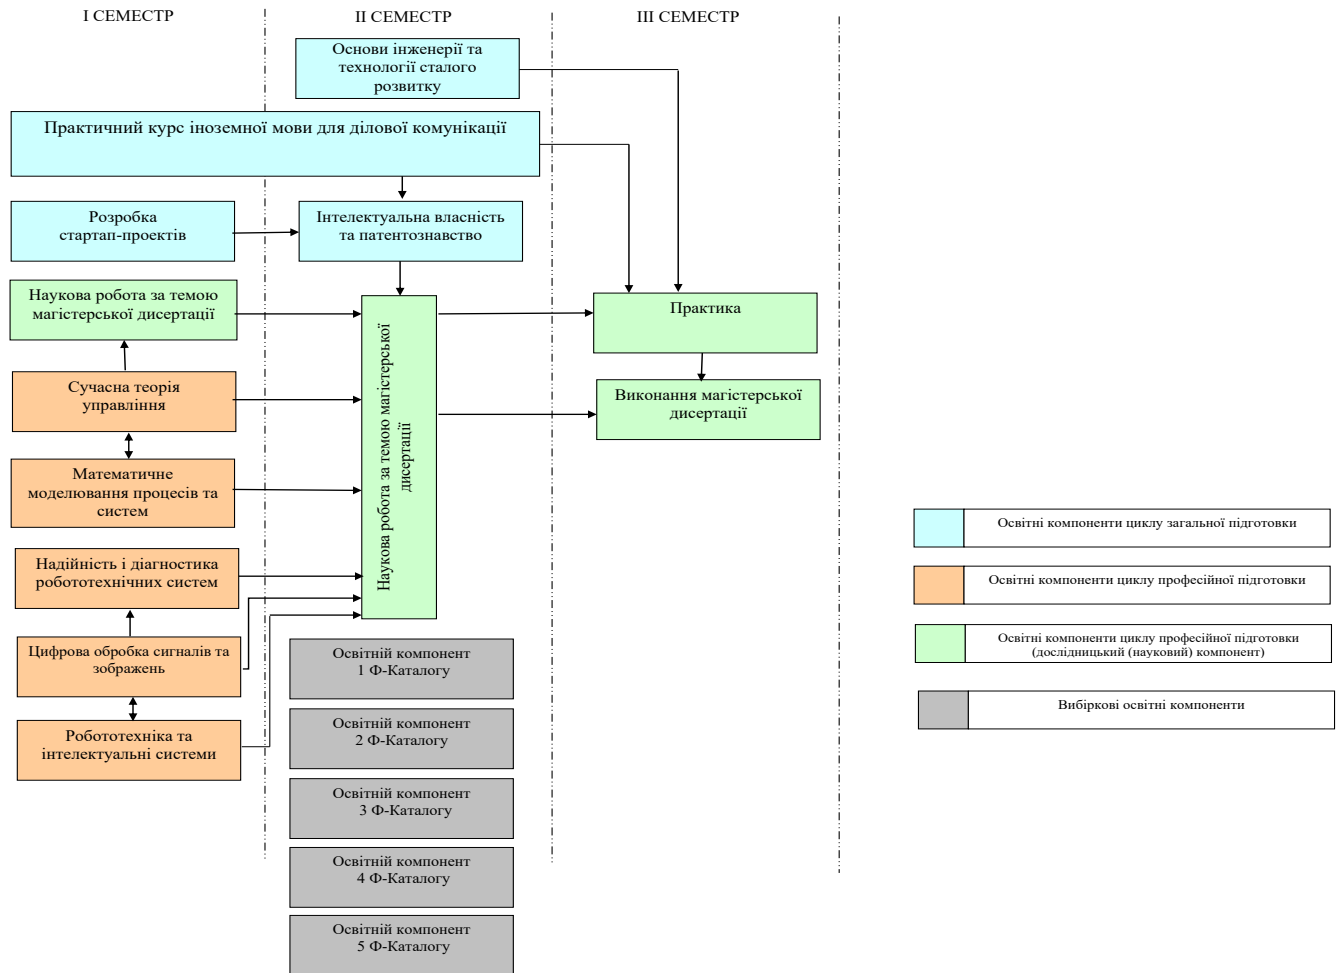 І СЕМЕСТР
ІІ СЕМЕСТР
ІІІ СЕМЕСТР
Основи інженерії та
технології сталого
розвитку
Практичний курс іноземної мови для ділової комунікації
Розробка
стартап-проектів
Інтелектуальна власність
та патентознавство
Наукова робота за темою
магістерської дисертації
Наукова робота за темою магістерської
дисертації
Практика
Сучасна теорія
управління
Виконання магістерської
дисертації
Математичне
моделювання процесів та
систем
Надійність і діагностика
робототехнічних систем
Цифрова обробка сигналів та
зображень
Робототехніка та
інтелектуальні системи
Освітній компонент
1 Ф-Каталогу
Освітній компонент
2 Ф-Каталогу
Освітній компонент
3 Ф-Каталогу
Освітній компонент
4 Ф-Каталогу
Освітній компонент
5 Ф-Каталогу
Освітні компоненти циклу загальної підготовки
Освітні компоненти циклу професійної підготовки
Освітні компоненти циклу професійної підготовки
(дослідницький (науковий) компонент)
Вибіркові освітні компоненти